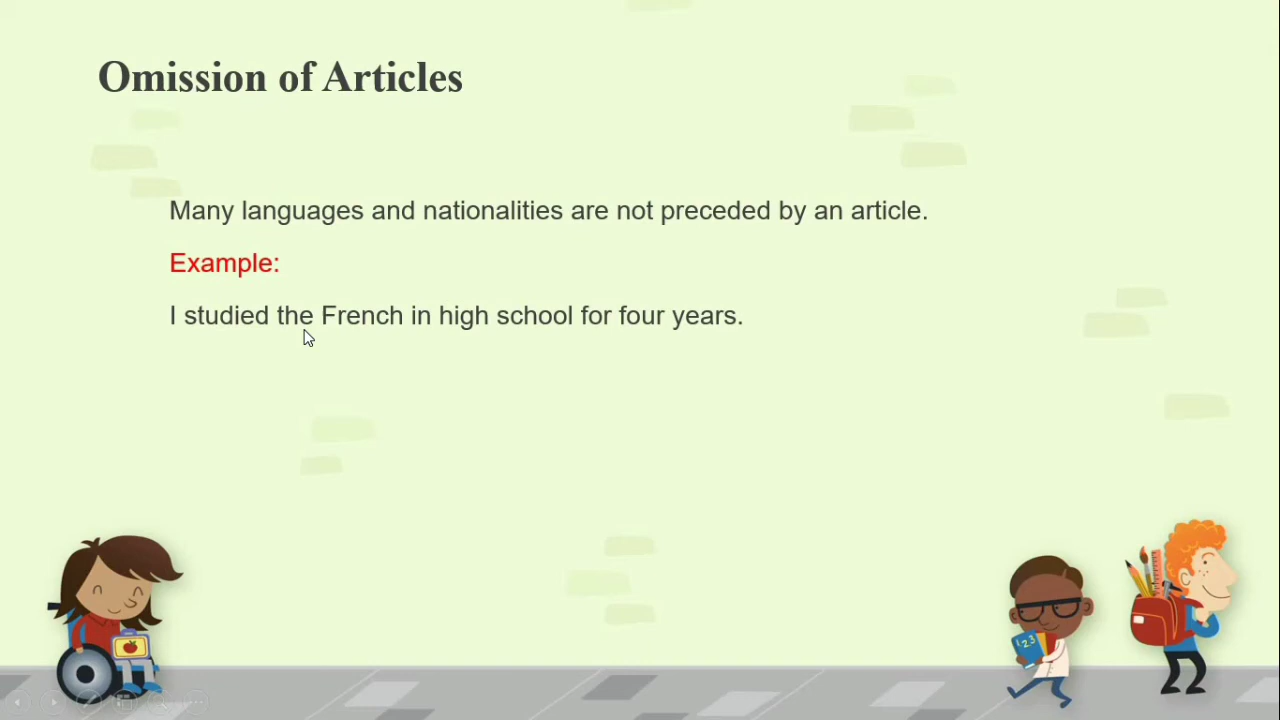 Omission of Articles
Many languages and nationalities are not preceded by an article.
Example:
I studied the French in high school for four years.
123